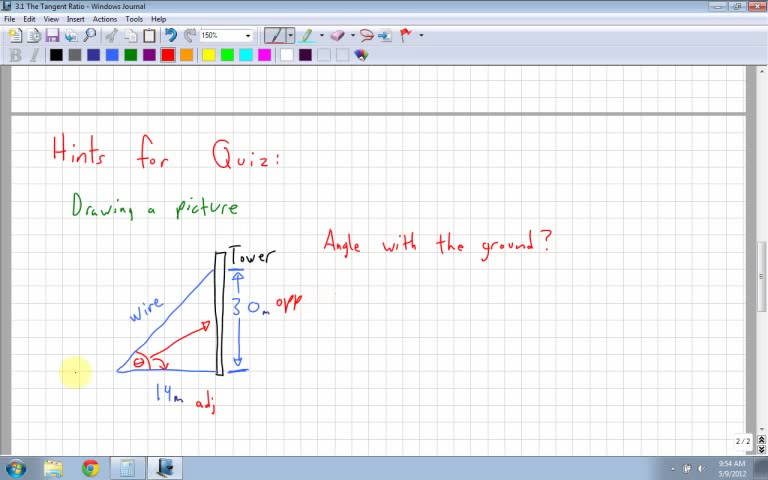 3.1 The Tangent Ratio - Windows Journal
File Edit View Insert Actions Tools Help
150%
B I
Hints for Quiz:
Drawing a picture
Tower
Angle with the ground?
wire
30m opp
θ
14m adj
2 / 2
9:54 AM
5/9/2012